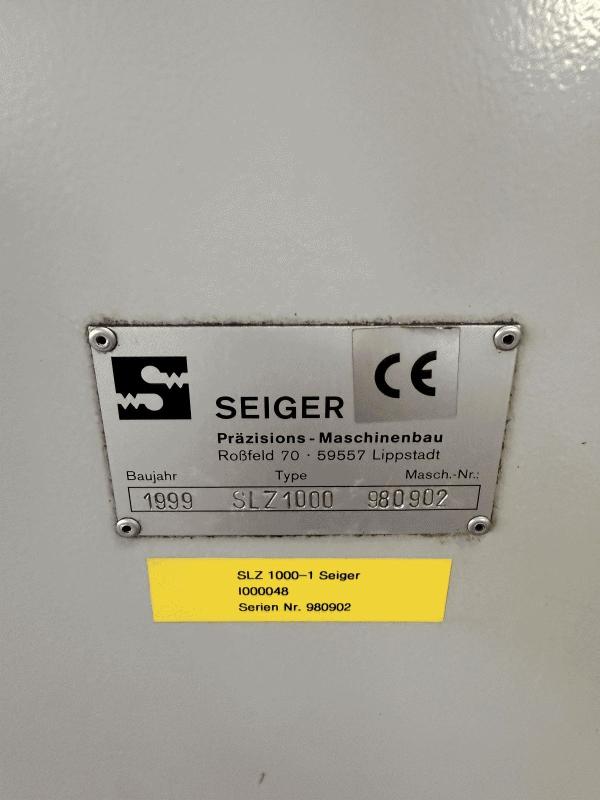 CE
SEIGER
Präzisions-Maschinenbau
Roßfeld 70 · 59557 Lippstadt
Baujahr Type Masch.-Nr.:
1999 SLZ1000 980902
SLZ 1000-1 Seiger
I000048
Serien Nr. 980902